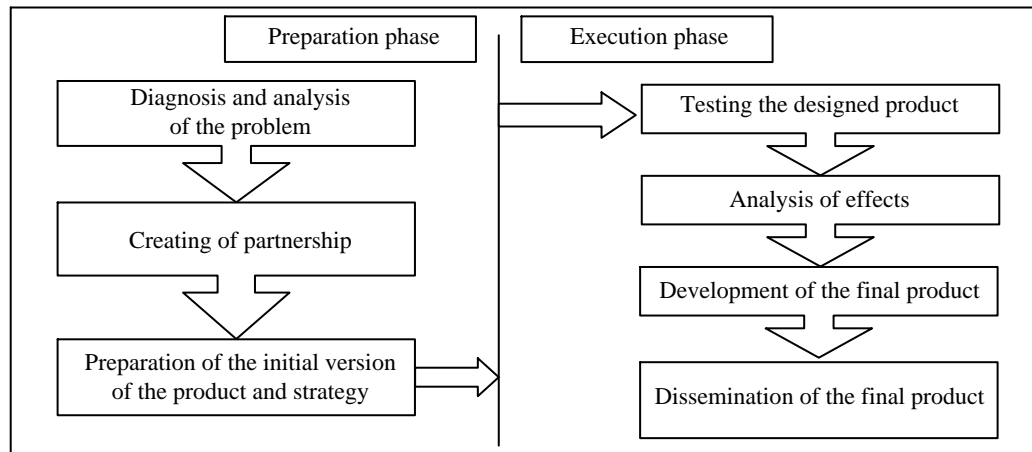 Preparation phase
Execution phase
Diagnosis and analysis
of the problem
Creating of partnership
Preparation of the initial version
of the product and strategy
Testing the designed product
Analysis of effects
Development of the final product
Dissemination of the final product